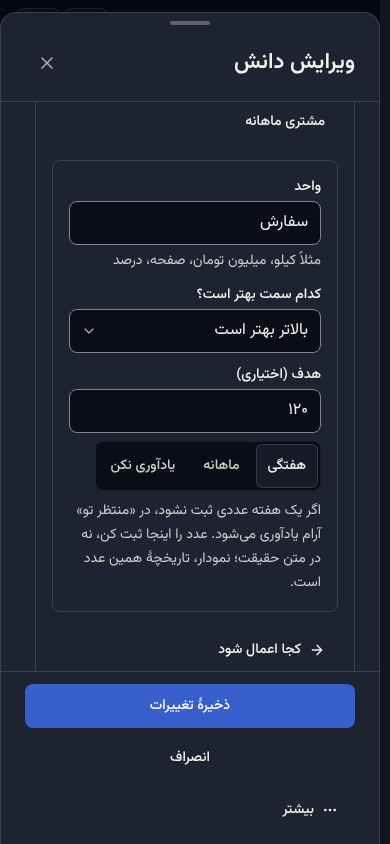 ویرایش دانش
مشتری ماهانه
واحد
سفارش
مثلاً کیلو، میلیون تومان، صفحه، درصد
کدام سمت بهتر است؟
بالاتر بهتر است
هدف (اختیاری)
۱۲۰
هفتگی
ماهانه
یادآوری نکن
اگر یک هفته عددی ثبت نشود، در «منتظر تو»
آرام یادآوری می‌شود. عدد را اینجا ثبت کن، نه
در متن حقیقت؛ نمودار، تاریخچهٔ همین عدد
است.
کجا اعمال شود
ذخیرهٔ تغییرات
انصراف
بیشتر